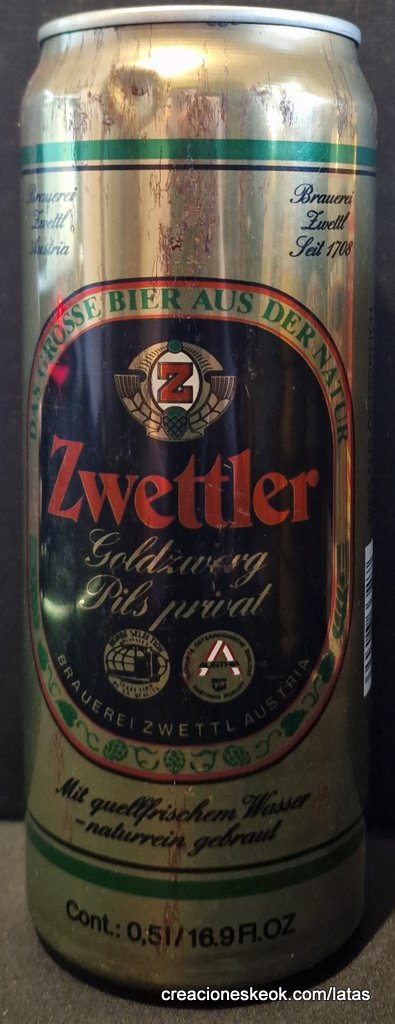 Brauerei
Zwettl
Austria
Brauerei
Zwettl
Seit 1708
DAS GROSSE BIER AUS DER NATUR
Z
Zwettler
Goldzwerg
Pils privat
AUSTRIA
BRAUEREI ZWETTL AUSTRIA
Mit quellfrischem Wasser
-naturrein gebraut
Cont.: 0,5l / 16.9 Fl.OZ
creacioneskeok.com/latas